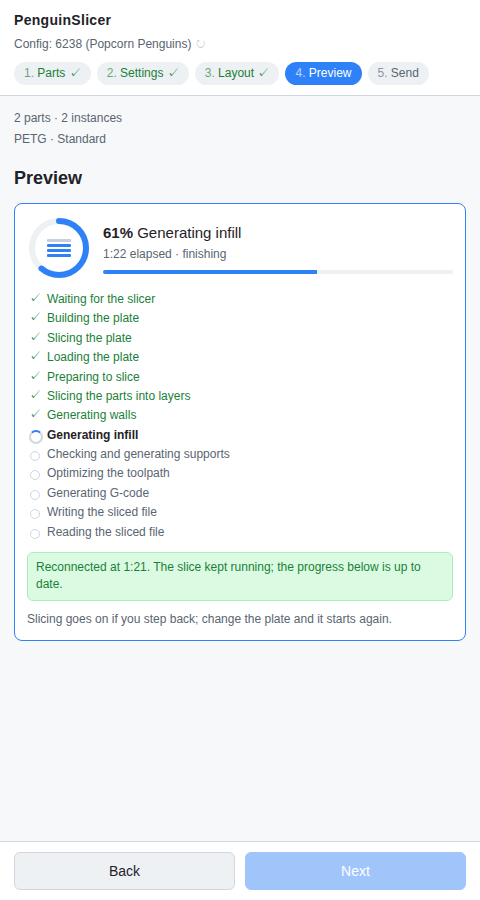 PenguinSlicer
Config: 6238 (Popcorn Penguins)
1. Parts ✓ 2. Settings ✓ 3. Layout ✓ 4. Preview 5. Send
2 parts · 2 instances
PETG · Standard
Preview
61% Generating infill
1:22 elapsed · finishing
✓ Waiting for the slicer
✓ Building the plate
✓ Slicing the plate
✓ Loading the plate
✓ Preparing to slice
✓ Slicing the parts into layers
✓ Generating walls
Generating infill
Checking and generating supports
Optimizing the toolpath
Generating G-code
Writing the sliced file
Reading the sliced file
Reconnected at 1:21. The slice kept running; the progress below is up to
date.
Slicing goes on if you step back; change the plate and it starts again.
Back Next